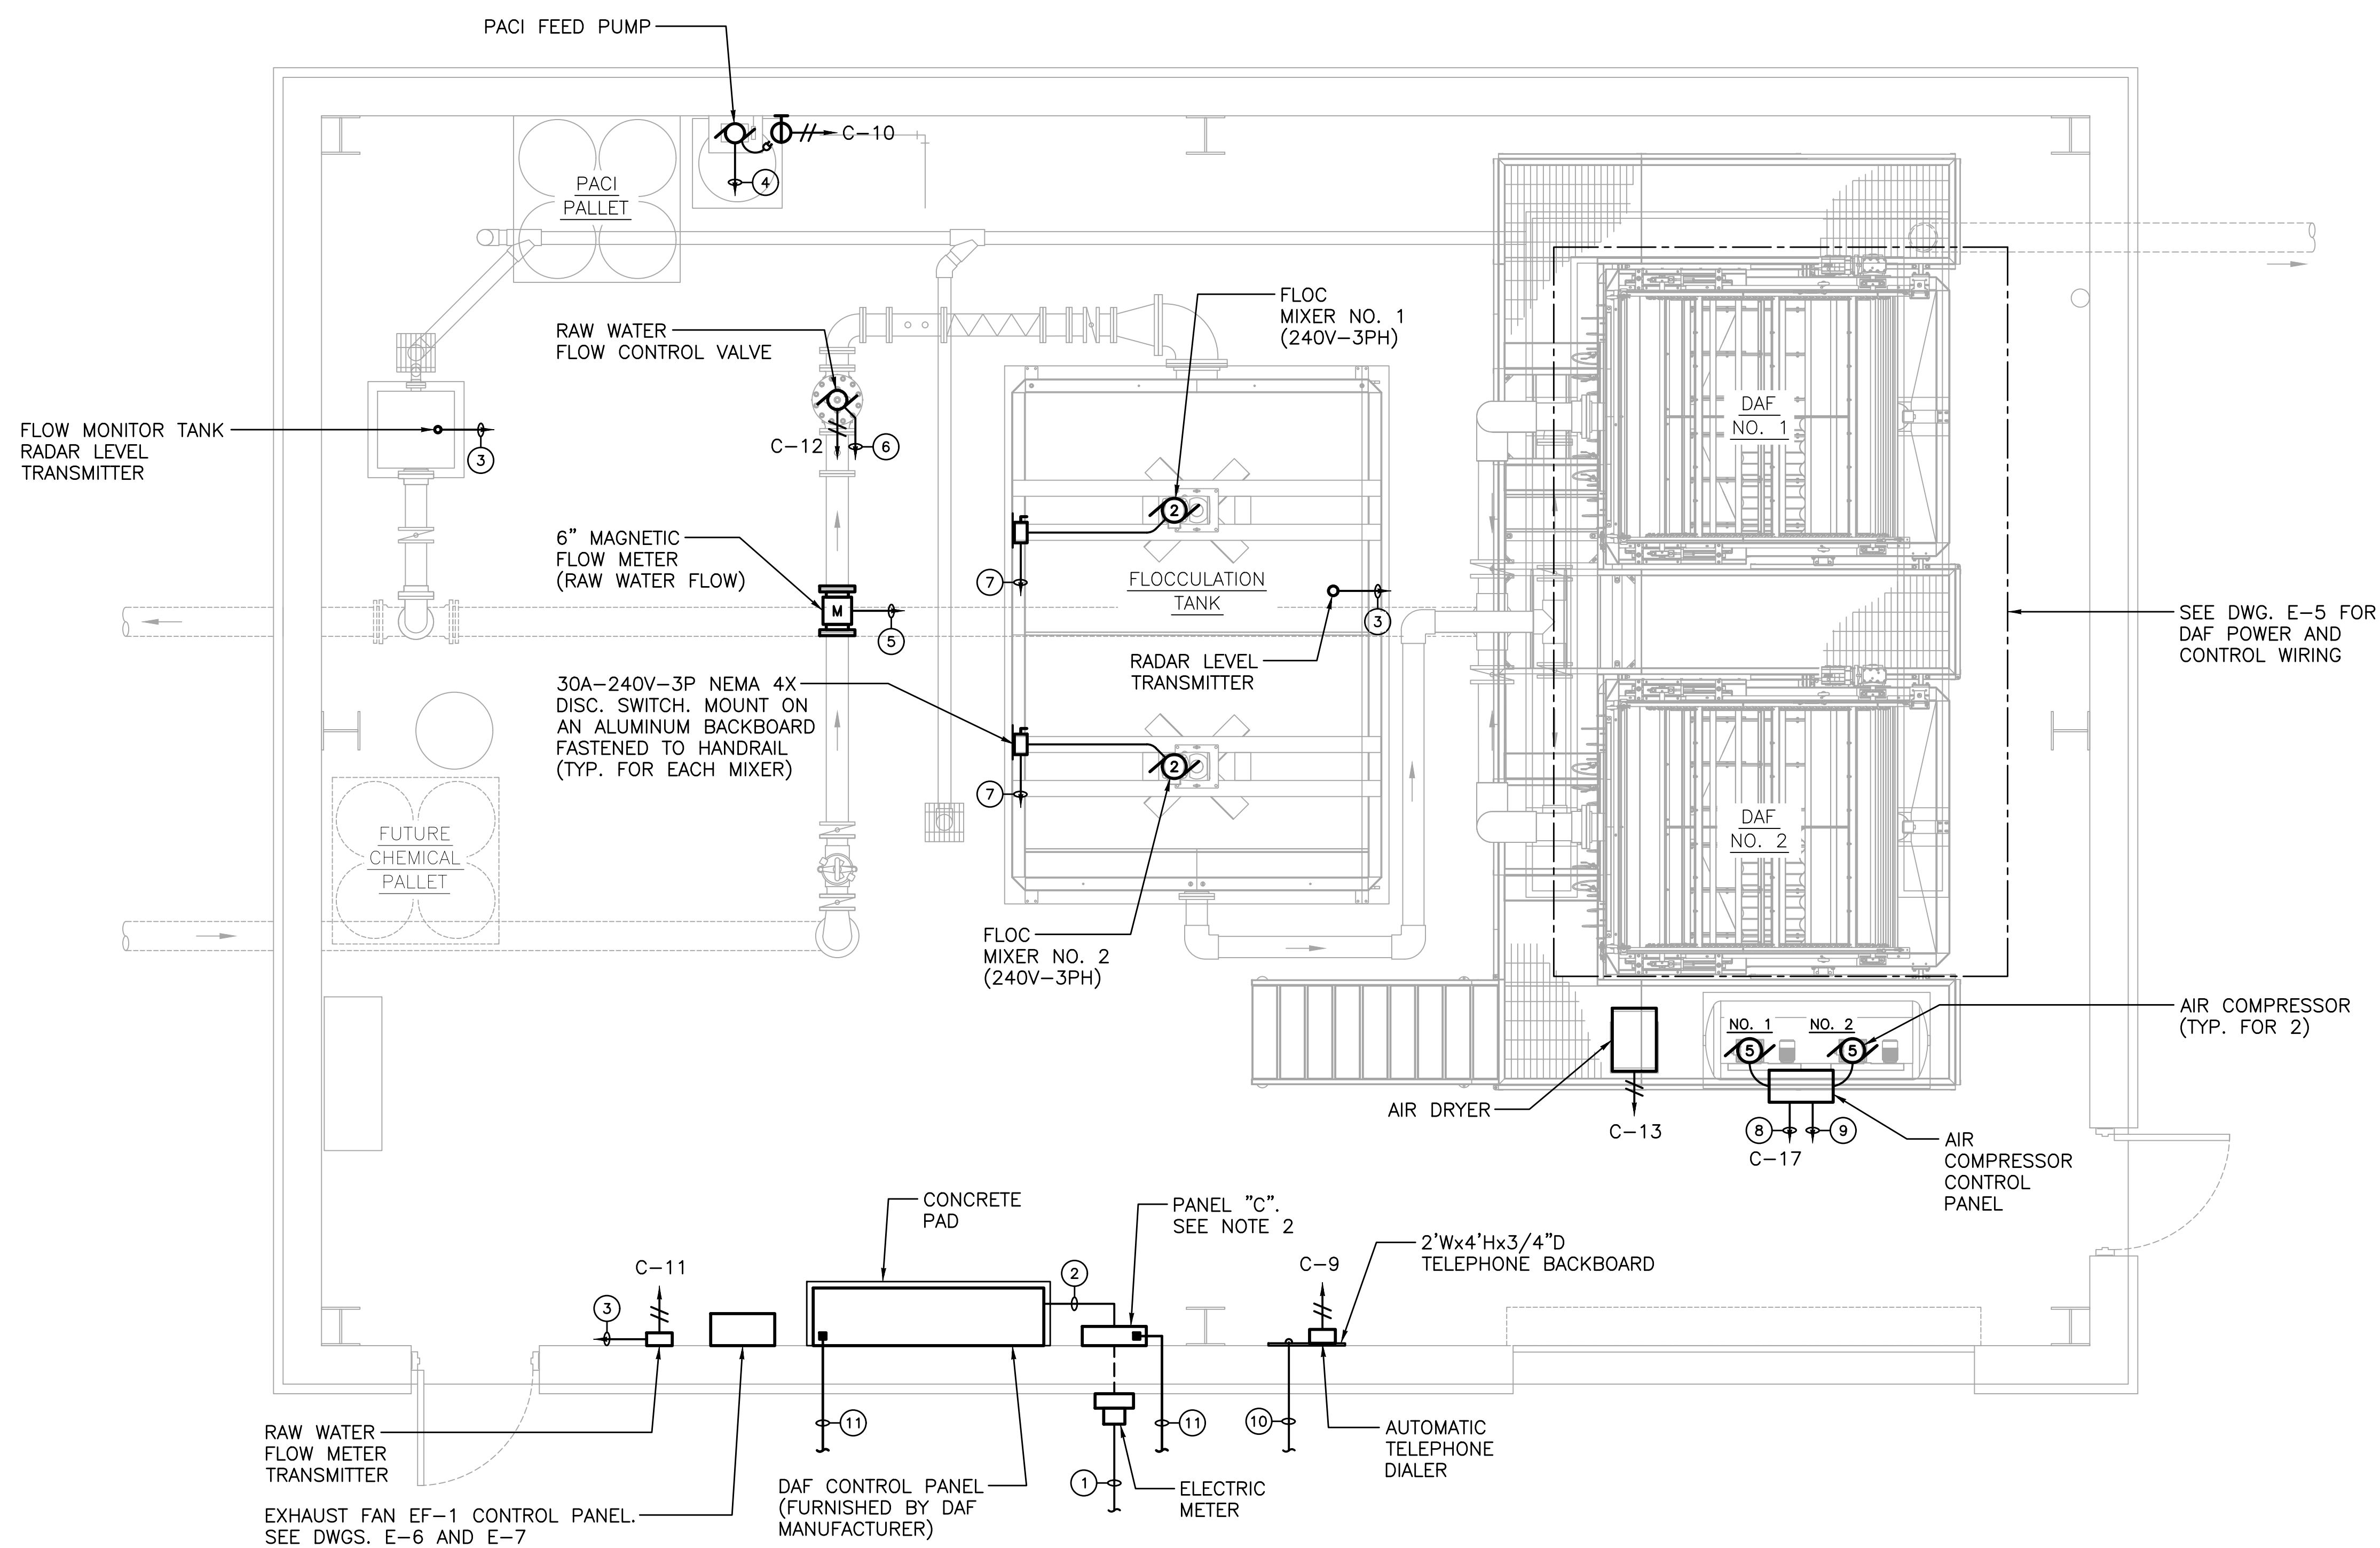 PACI FEED PUMP
C-10
4
PACI
PALLET
FLOC
MIXER NO. 1
(240V-3PH)
RAW WATER
FLOW CONTROL VALVE
C-12
6
FLOW MONITOR TANK
RADAR LEVEL
TRANSMITTER
3
DAF
NO. 1
2
6" MAGNETIC
FLOW METER
(RAW WATER FLOW)
M
5
7
FLOCCULATION
TANK
3
RADAR LEVEL
TRANSMITTER
SEE DWG. E-5 FOR
DAF POWER AND
CONTROL WIRING
30A-240V-3P NEMA 4X
DISC. SWITCH. MOUNT ON
AN ALUMINUM BACKBOARD
FASTENED TO HANDRAIL
(TYP. FOR EACH MIXER)
2
7
FUTURE
CHEMICAL
PALLET
DAF
NO. 2
FLOC
MIXER NO. 2
(240V-3PH)
AIR COMPRESSOR
(TYP. FOR 2)
NO. 1
NO. 2
5
5
AIR DRYER
C-13
8
9
C-17
AIR
COMPRESSOR
CONTROL
PANEL
CONCRETE
PAD
PANEL "C".
SEE NOTE 2
2'Wx4'Hx3/4"D
TELEPHONE BACKBOARD
C-11
C-9
3
2
11
11
10
1
RAW WATER
FLOW METER
TRANSMITTER
EXHAUST FAN EF-1 CONTROL PANEL.
SEE DWGS. E-6 AND E-7
DAF CONTROL PANEL
(FURNISHED BY DAF
MANUFACTURER)
ELECTRIC
METER
AUTOMATIC
TELEPHONE
DIALER